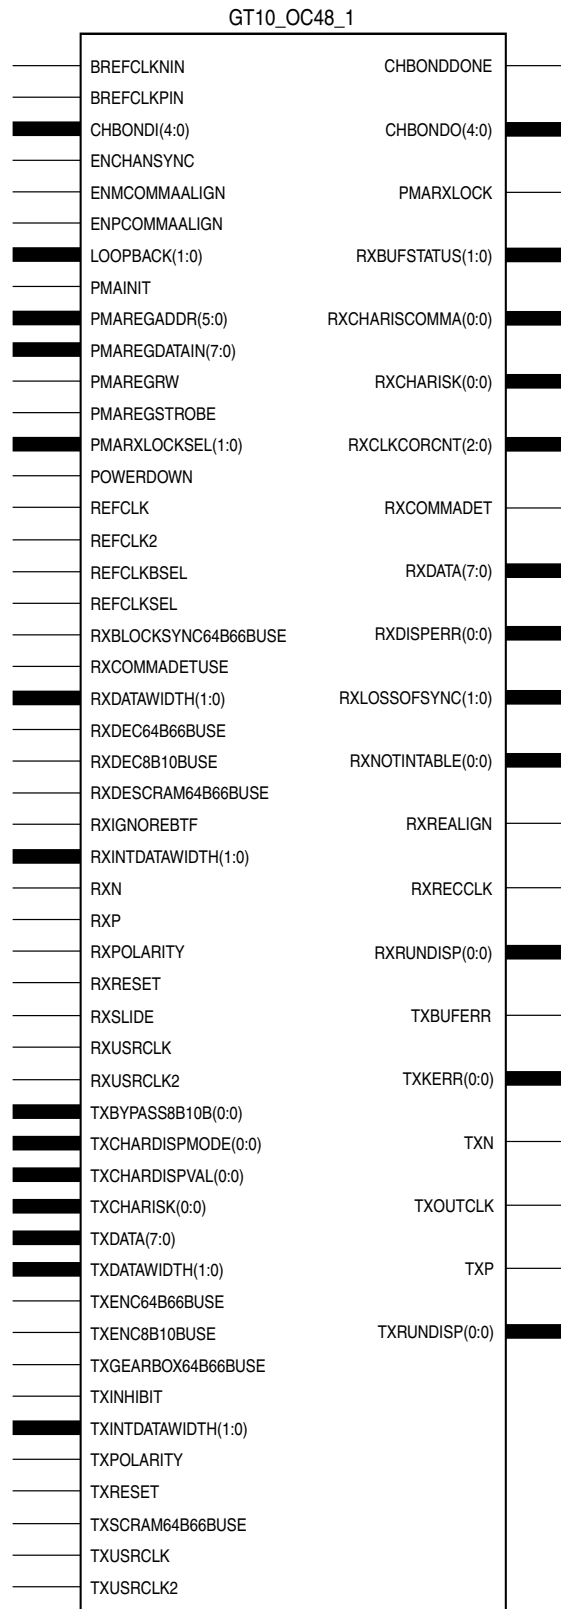 GT10_OC48_1
BREFCLKNIN
BREFCLKPIN
CHBONDI(4:0)
ENCHANSYNC
ENMCOMMAALIGN
ENPCOMMAALIGN
LOOPBACK(1:0)
PMAINIT
PMAREGADDR(5:0)
PMAREGDATAIN(7:0)
PMAREGRW
PMAREGSTROBE
PMARXLOCKSEL(1:0)
POWERDOWN
REFCLK
REFCLK2
REFCLKBSEL
REFCLKSEL
RXBLOCKSYNC64B66BUSE
RXCOMMADETUSE
RXDATAWIDTH(1:0)
RXDEC64B66BUSE
RXDEC8B10BUSE
RXDESCRAM64B66BUSE
RXIGNOREBTF
RXINTDATAWIDTH(1:0)
RXN
RXP
RXPOLARITY
RXRESET
RXSLIDE
RXUSRCLK
RXUSRCLK2
TXBYPASS8B10B(0:0)
TXCHARDISPMODE(0:0)
TXCHARDISPVAL(0:0)
TXCHARISK(0:0)
TXDATA(7:0)
TXDATAWIDTH(1:0)
TXENC64B66BUSE
TXENC8B10BUSE
TXGEARBOX64B66BUSE
TXINHIBIT
TXINTDATAWIDTH(1:0)
TXPOLARITY
TXRESET
TXSCRAM64B66BUSE
TXUSRCLK
TXUSRCLK2
CHBONDDONE
CHBONDO(4:0)
PMARXLOCK
RXBUFSTATUS(1:0)
RXCHARISCOMMA(0:0)
RXCHARISK(0:0)
RXCLKCORCNT(2:0)
RXCOMMADET
RXDATA(7:0)
RXDISPERR(0:0)
RXLOSSOFSYNC(1:0)
RXNOTINTABLE(0:0)
RXREALIGN
RXRECCLK
RXRUNDISP(0:0)
TXBUFERR
TXKERR(0:0)
TXN
TXOUTCLK
TXP
TXRUNDISP(0:0)